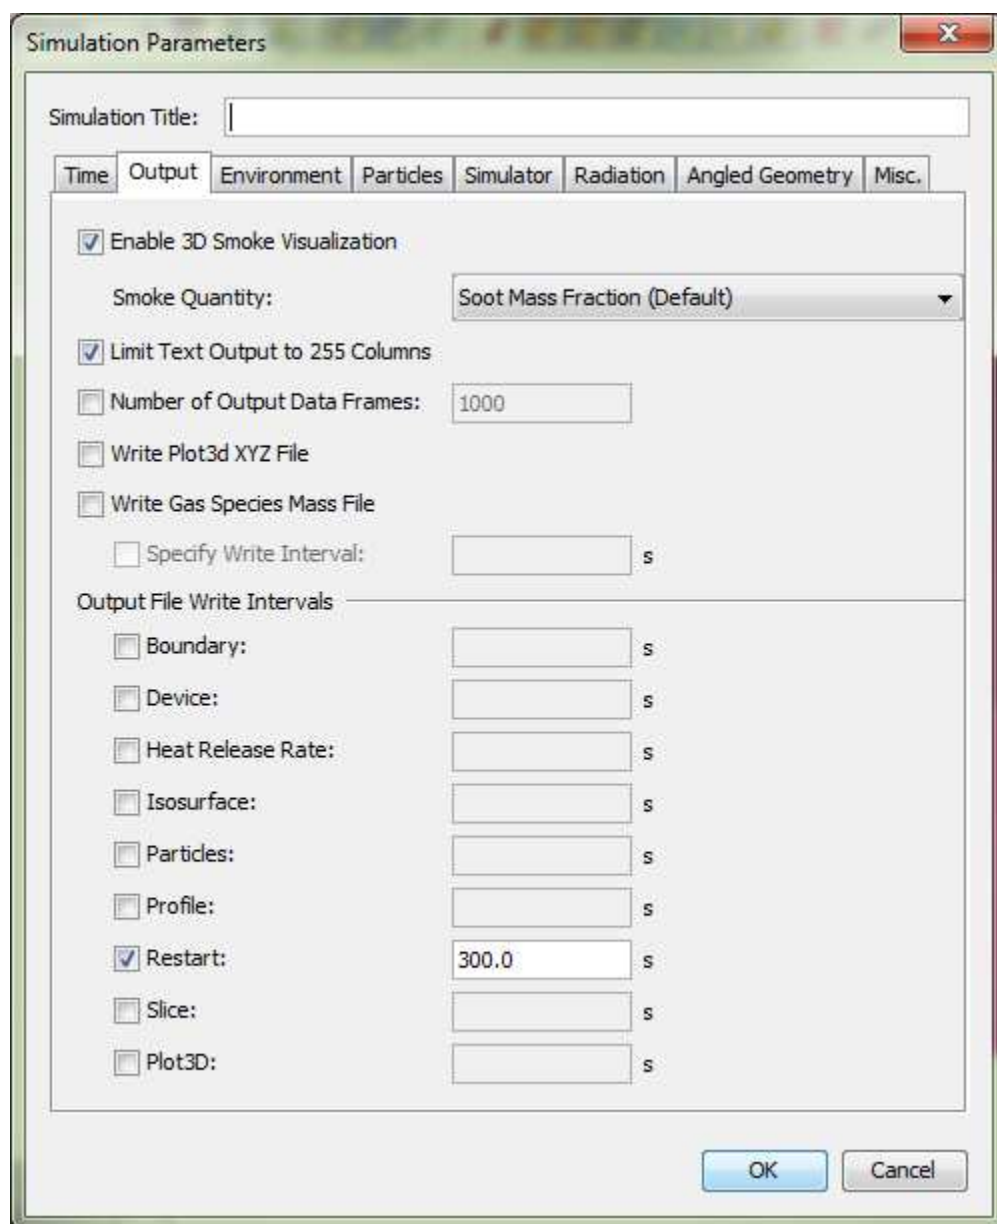 Simulation Parameters
Simulation Title:
Time Output Environment Particles Simulator Radiation Angled Geometry Misc.
Enable 3D Smoke Visualization
Smoke Quantity: Soot Mass Fraction (Default)
Limit Text Output to 255 Columns
Number of Output Data Frames: 1000
Write Plot3d XYZ File
Write Gas Species Mass File
Specify Write Interval: s
Output File Write Intervals
Boundary: s
Device: s
Heat Release Rate: s
Isosurface: s
Particles: s
Profile: s
Restart: 300.0 s
Slice: s
Plot3D: s
OK Cancel